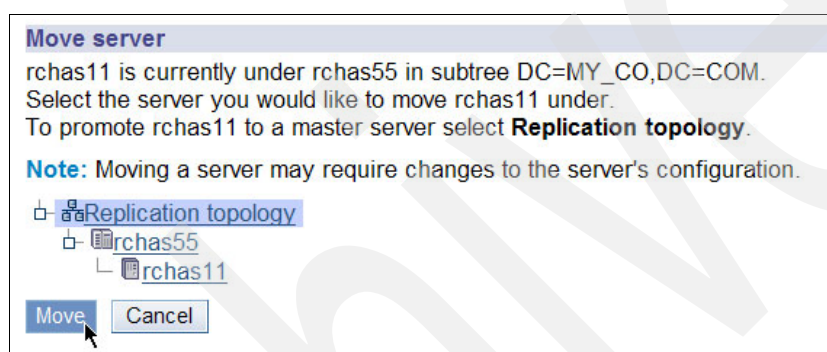 Move server
rchas11 is currently under rchas55 in subtree DC=MY_CO,DC=COM.
Select the server you would like to move rchas11 under.
To promote rchas11 to a master server select Replication topology.
Note: Moving a server may require changes to the server's configuration.
Replication topology
rchas55
rchas11
Move Cancel